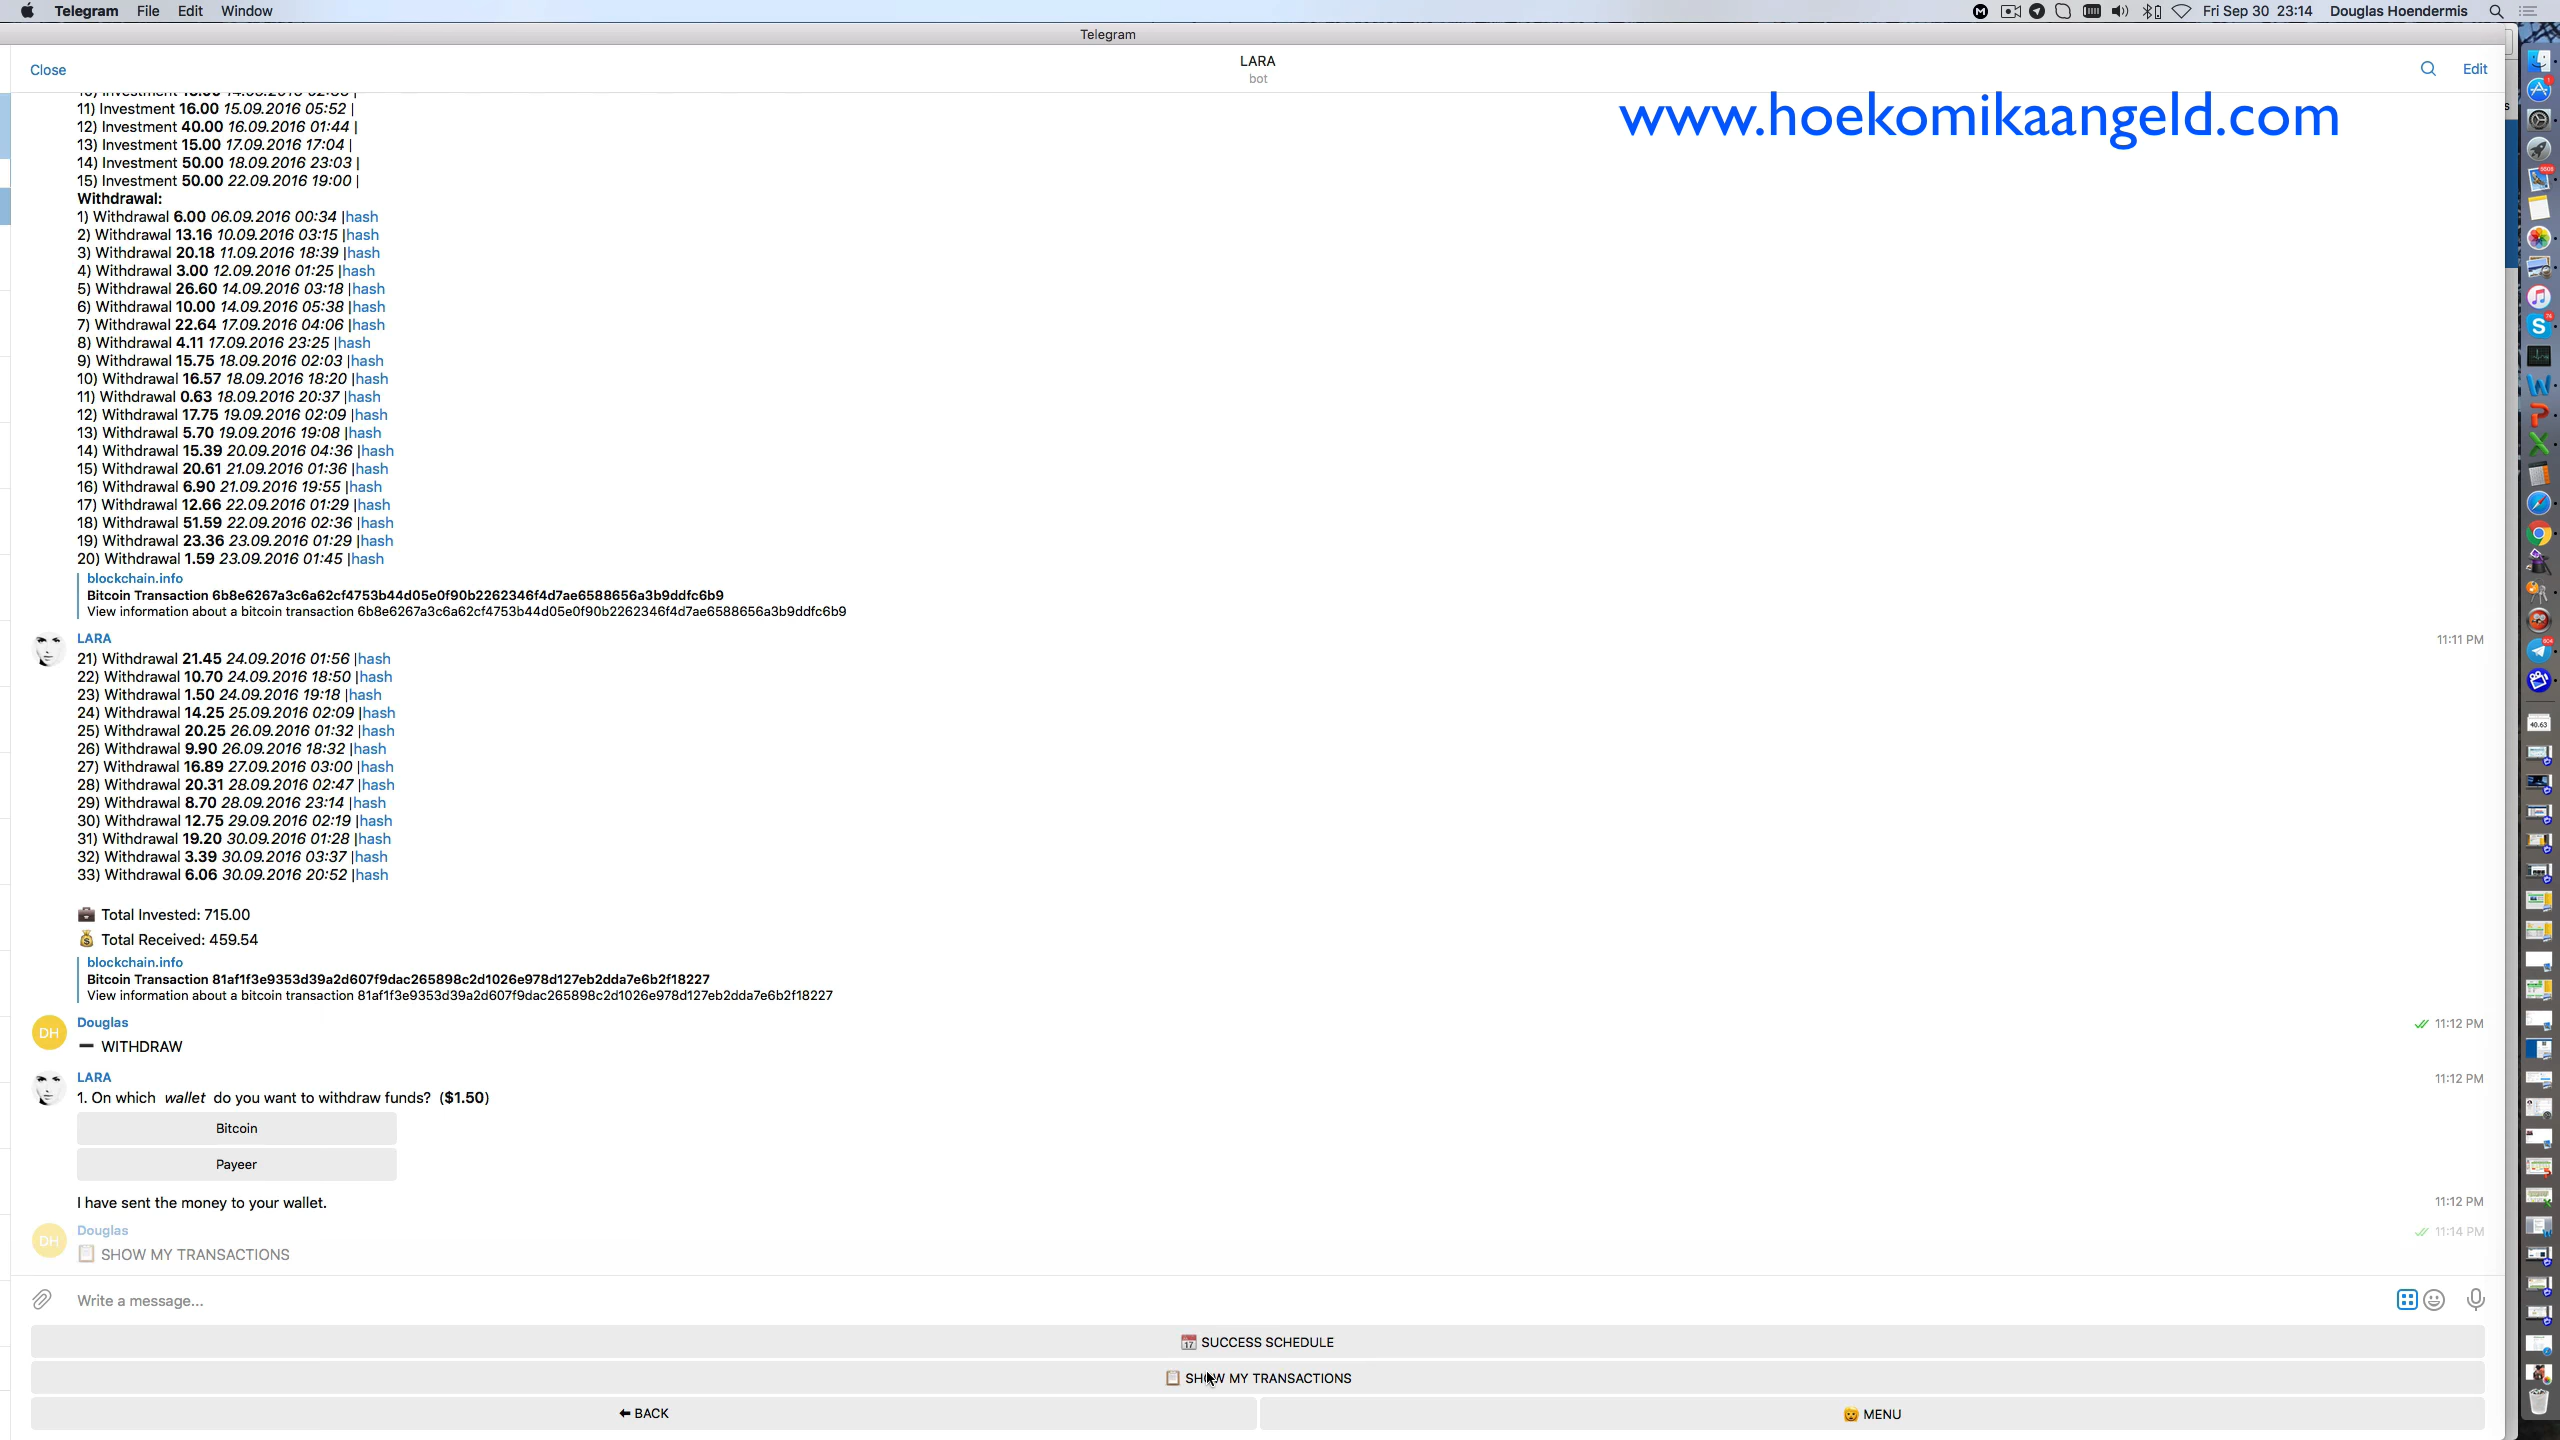 Telegram File Edit Window
Fri Sep 30 23:14 Douglas Hoendermis
Telegram
Close
LARA
bot
Edit
www.hoekomikaangeld.com
11) Investment 16.00 15.09.2016 05:52 |
12) Investment 40.00 16.09.2016 01:44 |
13) Investment 15.00 17.09.2016 17:04 |
14) Investment 50.00 18.09.2016 23:03 |
15) Investment 50.00 22.09.2016 19:00 |
Withdrawal:
1) Withdrawal 6.00 06.09.2016 00:34 |hash
2) Withdrawal 13.16 10.09.2016 03:15 |hash
3) Withdrawal 20.18 11.09.2016 18:39 |hash
4) Withdrawal 3.00 12.09.2016 01:25 |hash
5) Withdrawal 26.60 14.09.2016 03:18 |hash
6) Withdrawal 10.00 14.09.2016 05:38 |hash
7) Withdrawal 22.64 17.09.2016 04:06 |hash
8) Withdrawal 4.11 17.09.2016 23:25 |hash
9) Withdrawal 15.75 18.09.2016 02:03 |hash
10) Withdrawal 16.57 18.09.2016 18:20 |hash
11) Withdrawal 0.63 18.09.2016 20:37 |hash
12) Withdrawal 17.75 19.09.2016 02:09 |hash
13) Withdrawal 5.70 19.09.2016 19:08 |hash
14) Withdrawal 15.39 20.09.2016 04:36 |hash
15) Withdrawal 20.61 21.09.2016 01:36 |hash
16) Withdrawal 6.90 21.09.2016 19:55 |hash
17) Withdrawal 12.66 22.09.2016 01:29 |hash
18) Withdrawal 51.59 22.09.2016 02:36 |hash
19) Withdrawal 23.36 23.09.2016 01:29 |hash
20) Withdrawal 1.59 23.09.2016 01:45 |hash
blockchain.info
Bitcoin Transaction 6b8e6267a3c6a62cf4753b44d05e0f90b2262346f4d7ae6588656a3b9ddfc6b9
View information about a bitcoin transaction 6b8e6267a3c6a62cf4753b44d05e0f90b2262346f4d7ae6588656a3b9ddfc6b9
LARA
11:11 PM
21) Withdrawal 21.45 24.09.2016 01:56 |hash
22) Withdrawal 10.70 24.09.2016 18:50 |hash
23) Withdrawal 1.50 24.09.2016 19:18 |hash
24) Withdrawal 14.25 25.09.2016 02:09 |hash
25) Withdrawal 20.25 26.09.2016 01:32 |hash
26) Withdrawal 9.90 26.09.2016 18:32 |hash
27) Withdrawal 16.89 27.09.2016 03:00 |hash
28) Withdrawal 20.31 28.09.2016 02:47 |hash
29) Withdrawal 8.70 28.09.2016 23:14 |hash
30) Withdrawal 12.75 29.09.2016 02:19 |hash
31) Withdrawal 19.20 30.09.2016 01:28 |hash
32) Withdrawal 3.39 30.09.2016 03:37 |hash
33) Withdrawal 6.06 30.09.2016 20:52 |hash
Total Invested: 715.00
Total Received: 459.54
blockchain.info
Bitcoin Transaction 81af1f3e9353d39a2d607f9dac265898c2d1026e978d127eb2dda7e6b2f18227
View information about a bitcoin transaction 81af1f3e9353d39a2d607f9dac265898c2d1026e978d127eb2dda7e6b2f18227
DH
Douglas
11:12 PM
WITHDRAW
LARA
11:12 PM
1. On which wallet do you want to withdraw funds? ($1.50)
Bitcoin
Payeer
I have sent the money to your wallet.
11:12 PM
DH
Douglas
11:14 PM
SHOW MY TRANSACTIONS
Write a message...
17 SUCCESS SCHEDULE
SHOW MY TRANSACTIONS
BACK
MENU
40.63